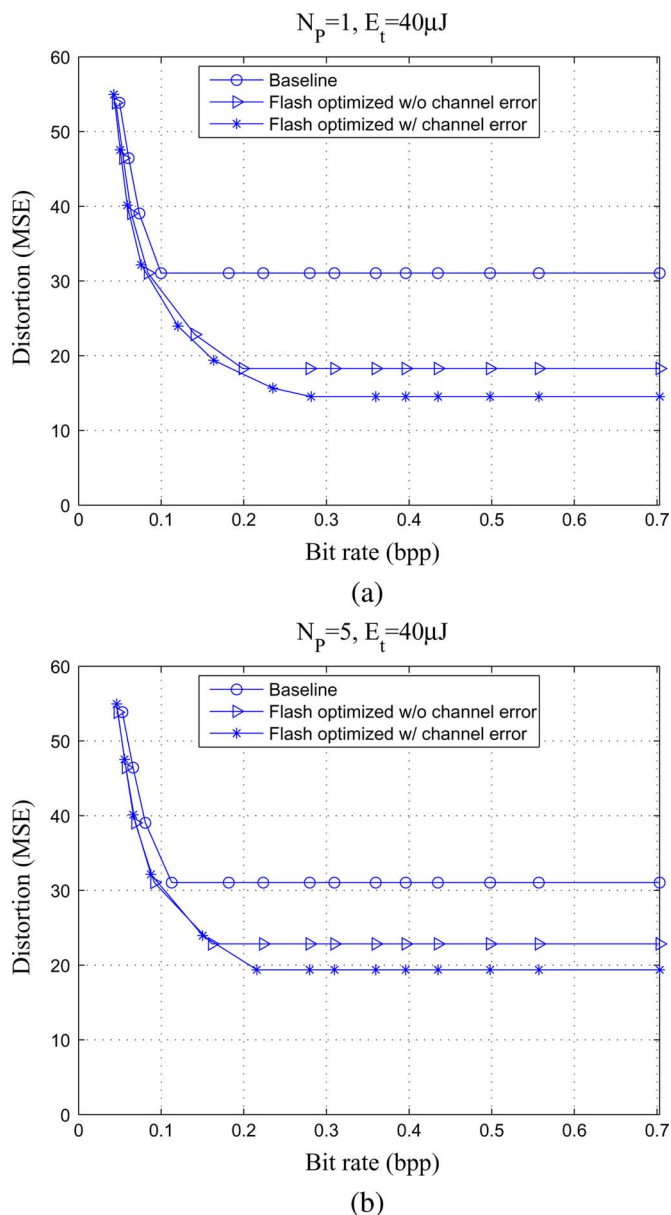 N_P=1, E_t=40μJ
60
50
40
30
20
10
0
Distortion (MSE)
Baseline
Flash optimized w/o channel error
Flash optimized w/ channel error
0 0.1 0.2 0.3 0.4 0.5 0.6 0.7
Bit rate (bpp)
(a)
N_P=5, E_t=40μJ
60
50
40
30
20
10
0
Distortion (MSE)
Baseline
Flash optimized w/o channel error
Flash optimized w/ channel error
0 0.1 0.2 0.3 0.4 0.5 0.6 0.7
Bit rate (bpp)
(b)